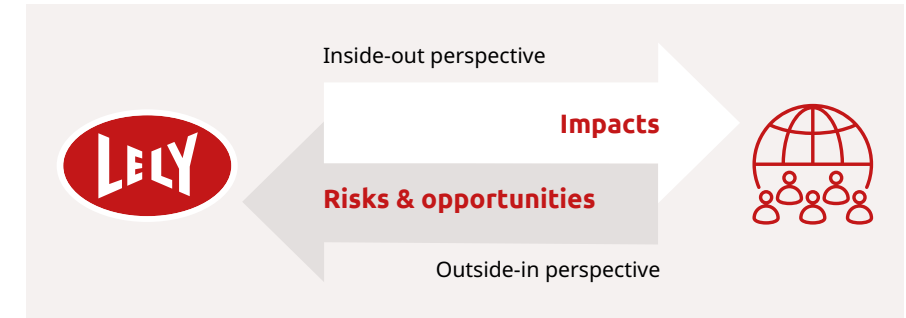 Inside-out perspective
Impacts
LELY
Risks & opportunities
Outside-in perspective